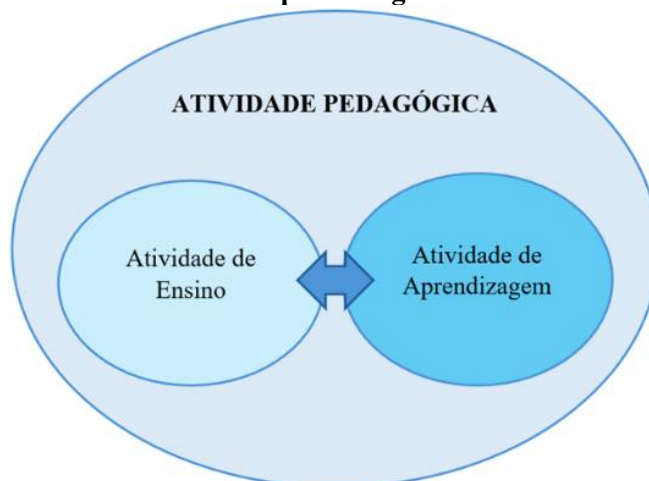 ATIVIDADE PEDAGÓGICA
Atividade de
Ensino
Atividade de
Aprendizagem